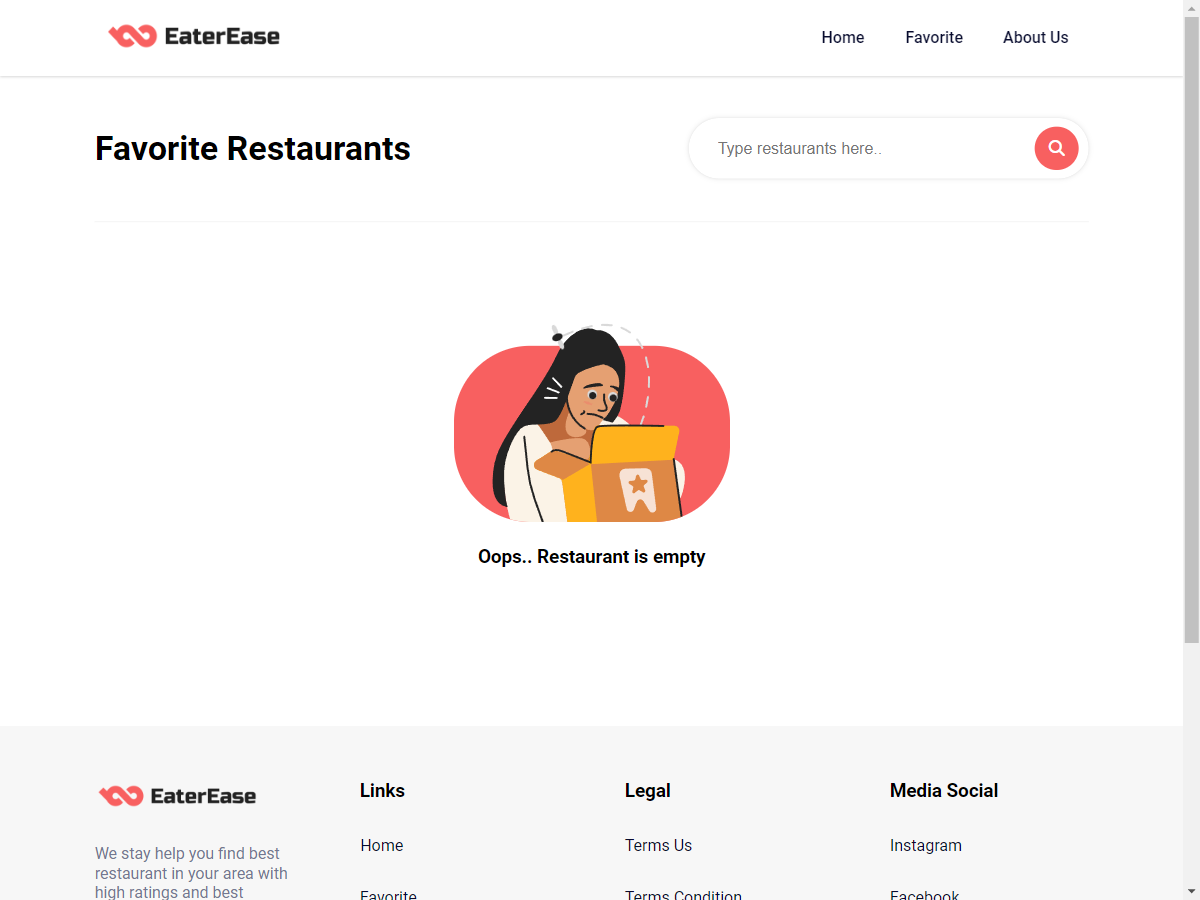 EaterEase
Home
Favorite
About Us
Favorite Restaurants
Type restaurants here..
Oops.. Restaurant is empty
EaterEase
We stay help you find best
restaurant in your area with
high ratings and best
Links
Home
Favorite
Legal
Terms Us
Terms Condition
Media Social
Instagram
Facebook